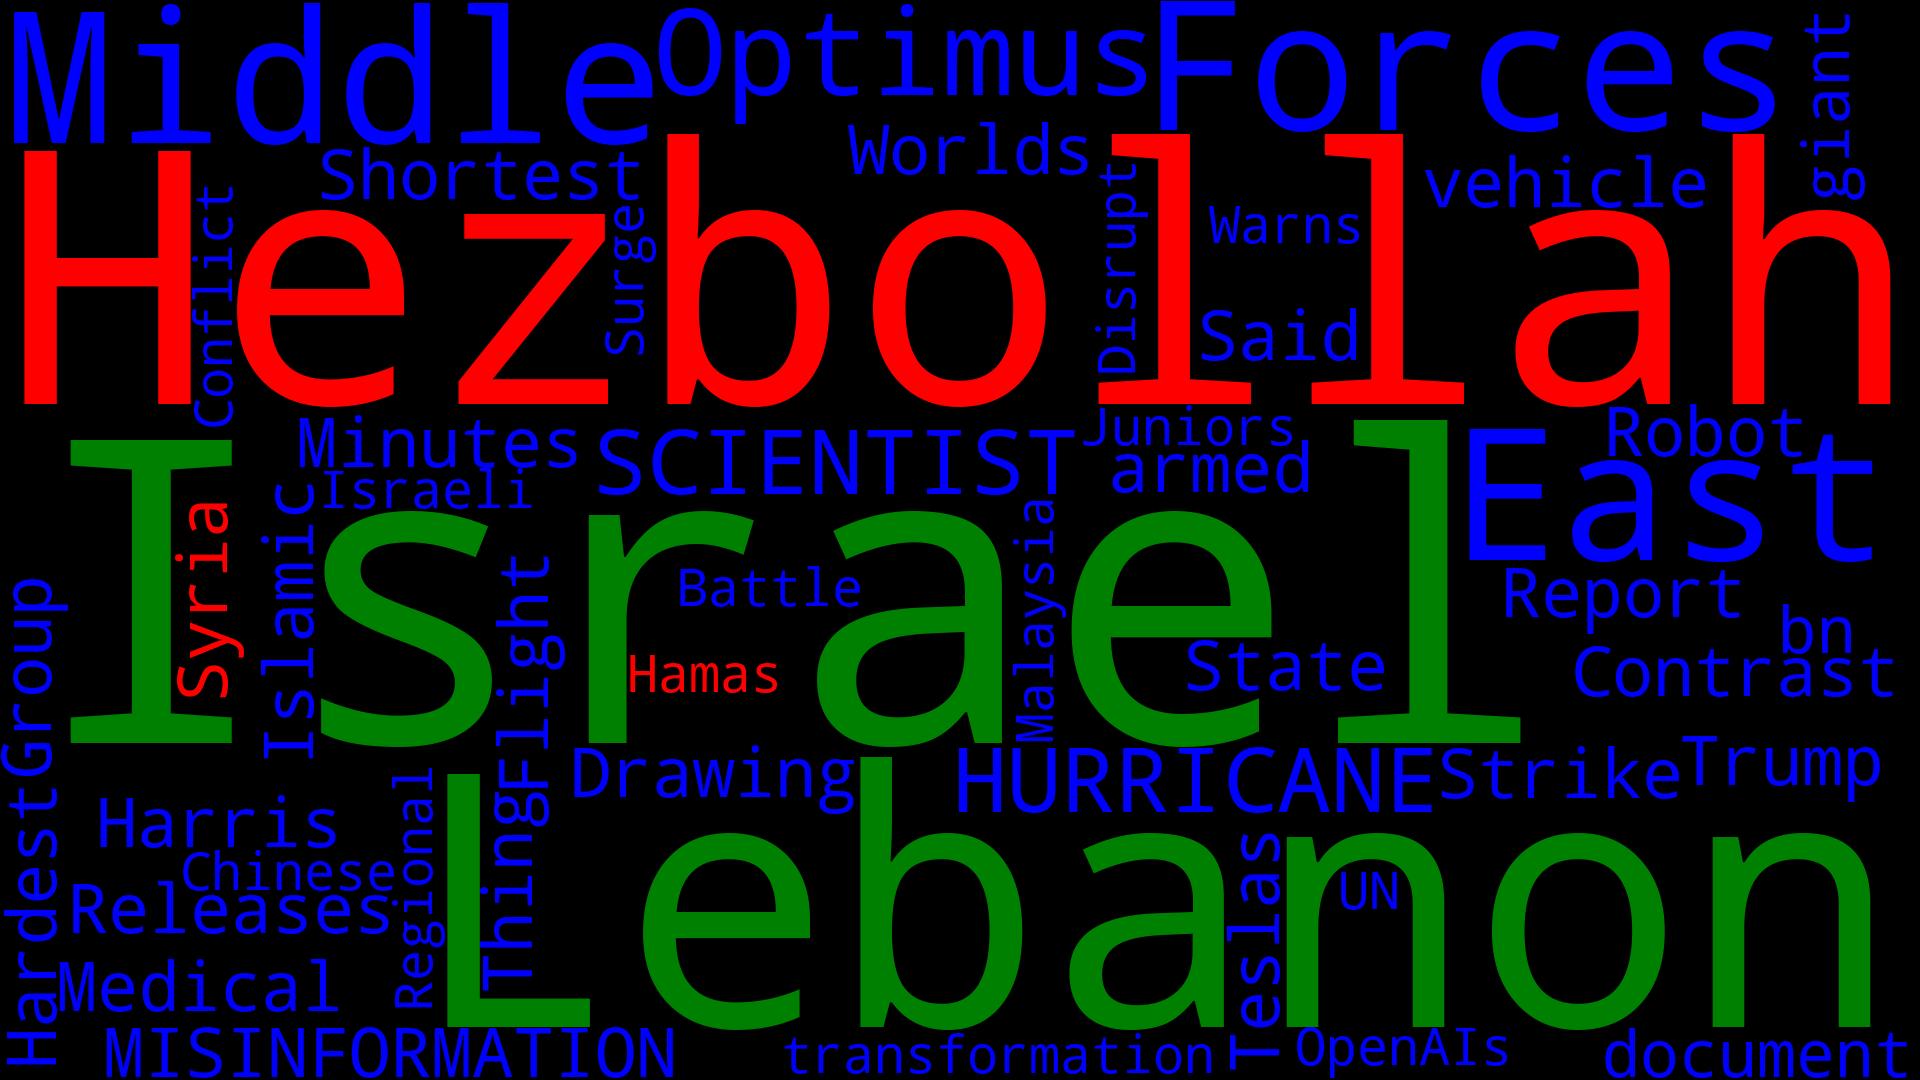 Middle
Optimus
Forces
giant
Shortest
Worlds
vehicle
Hezbollah
Conflict
Surge
Disrupt
Warns
Said
Minutes
SCIENTIST
Juniors
armed
Robot
Israeli
East
Israel
Syria
Islamic
Flight
Battle
Hamas
Malaysia
State
Report
bn
Contrast
Group
Drawing
HURRICANE
Strike
Trump
Harris
Chinese
Releases
Regional
Thing
Lebanon
Teslas
UN
Hardest
Medical
MISINFORMATION
transformation
OpenAIs
document